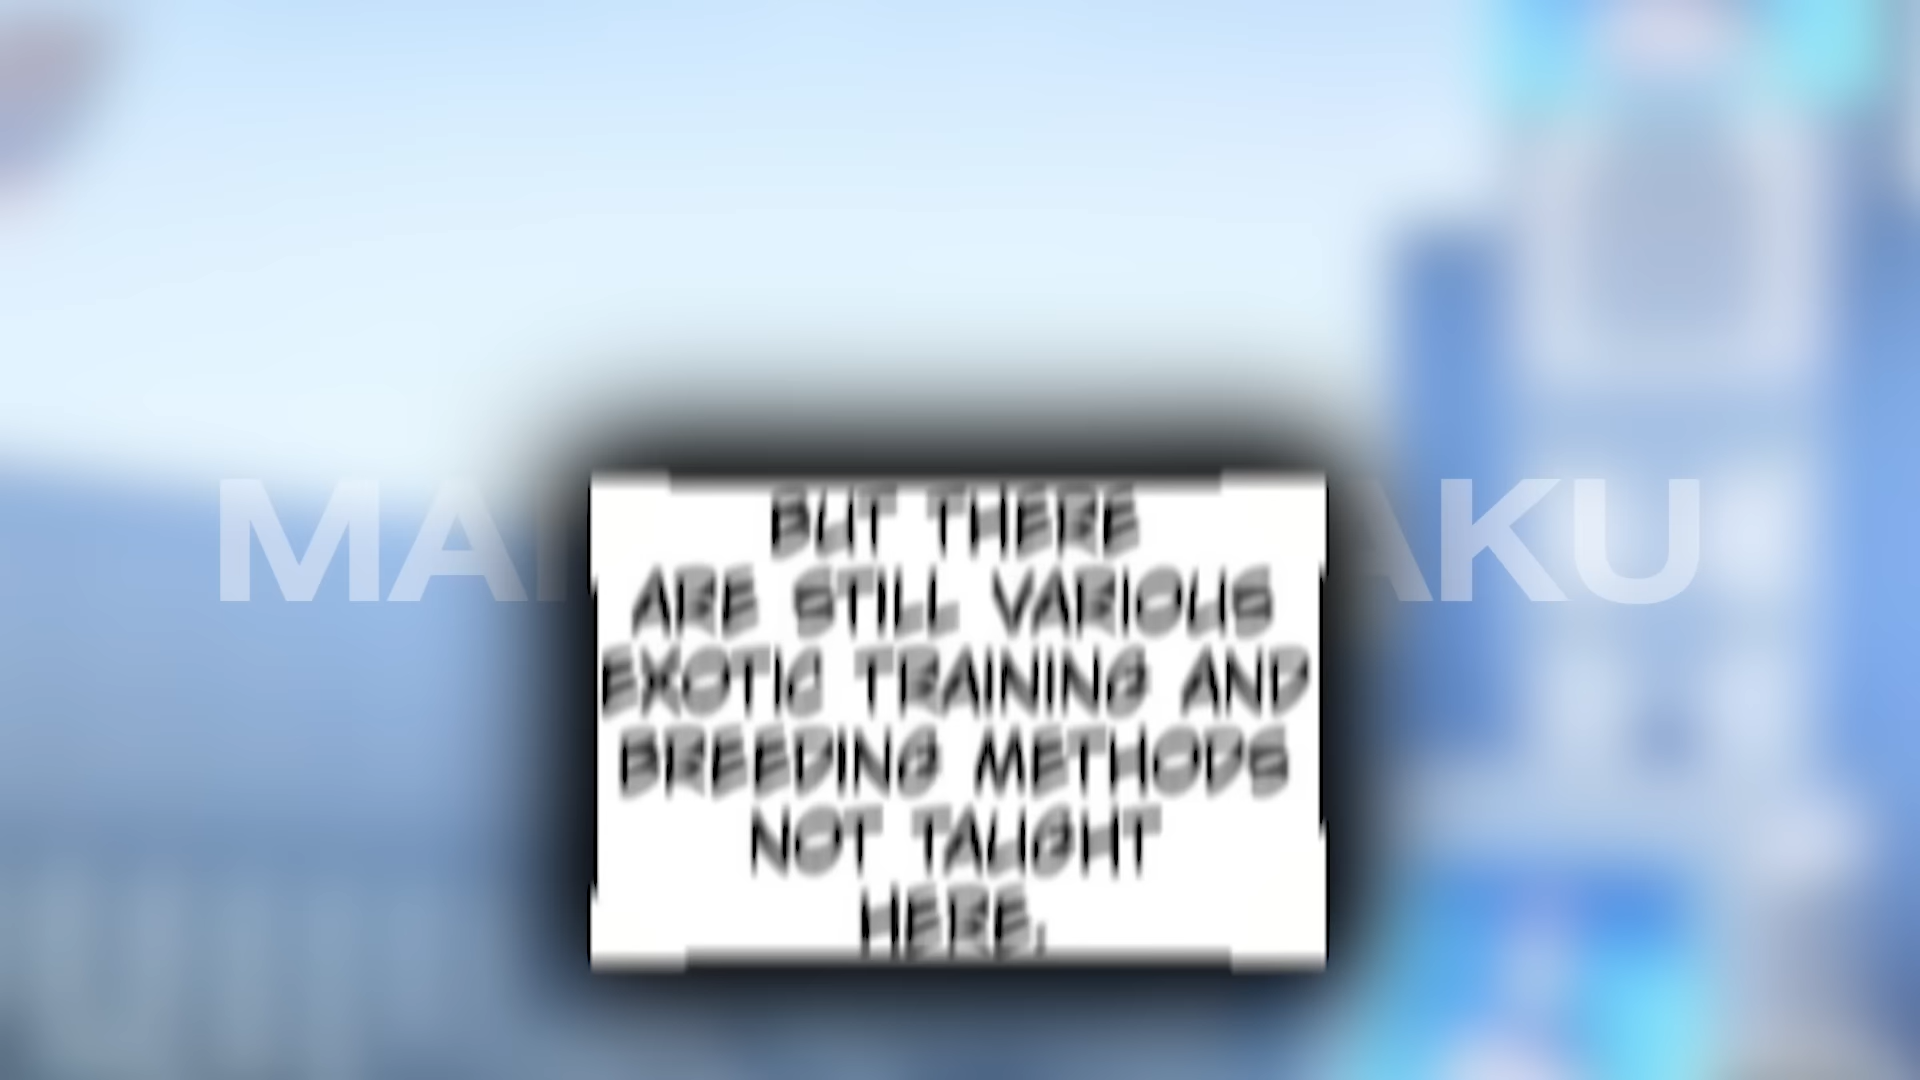 BUT THERE
ARE STILL VARIOUS
EXOTIC TRAINING AND
BREEDING METHODS
NOT TAUGHT
HERE,